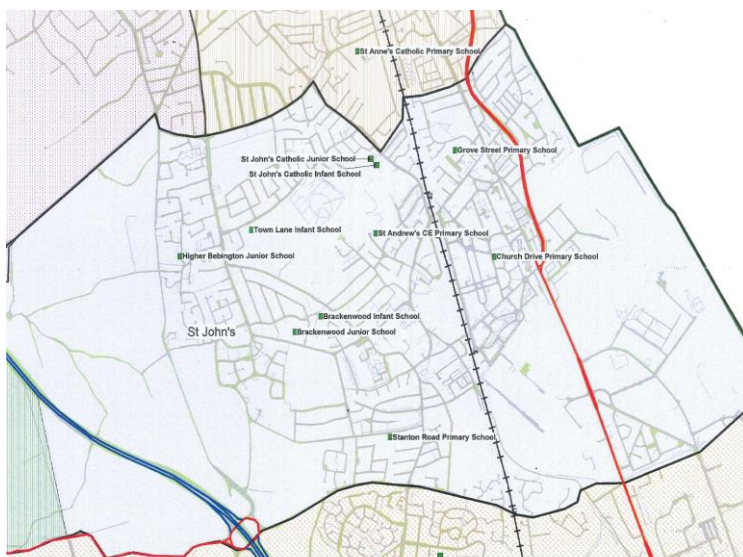 St Anne's Catholic Primary School
Grove Street Primary School
St John's Catholic Junior School
St John's Catholic Infant School
Town Lane Infant School
St Andrew's CE Primary School
Higher Bebington Junior School
Church Drive Primary School
Brackenwood Infant School
St John's
Brackenwood Junior School
Stanton Road Primary School